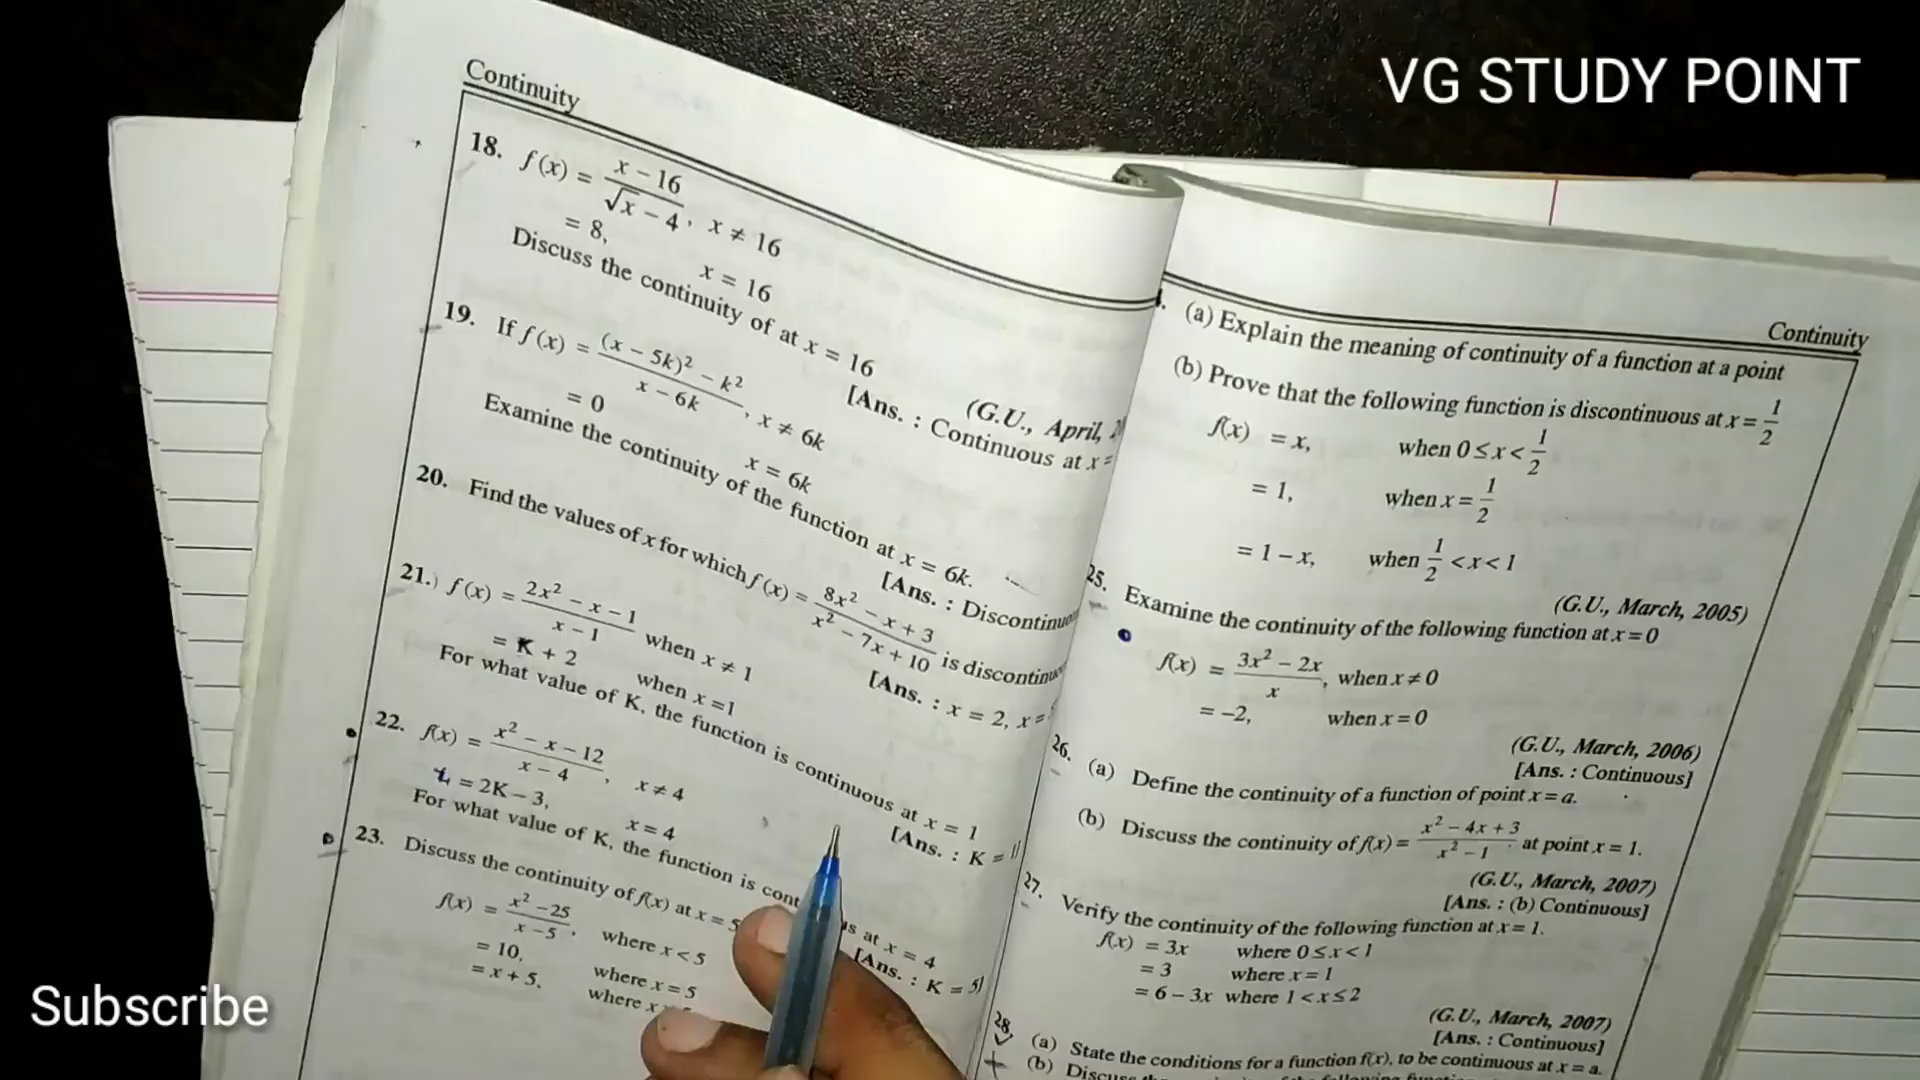 VG STUDY POINT
Continuity
18. f(x) = (x − 16)/(√x − 4), x ≠ 16
= 8, x = 16
Discuss the continuity of at x = 16
(G.U., April,
[Ans. : Continuous at x =
19. If f(x) = ((x − 5k)² − k²)/(x − 6k), x ≠ 6k
= 0 x = 6k
Examine the continuity of the function at x = 6k.
[Ans. :
20. Find the values of x for which f(x) = (8x² − x + 3)/(x² − 7x + 10) is
[Ans. : x = 2, x =
21. f(x) = (2x² − x − 1)/(x − 1) when x ≠ 1
= K + 2 when x = 1
For what value of K, the function is continuous at x = 1
[Ans. : K = 1]
22. f(x) = (x² − x − 12)/(x − 4), x ≠ 4
= 2K − 3, x = 4
For what value of K, the function is at x = 4
[Ans. : K = 5]
23. Discuss the continuity of f(x) at x = 5
f(x) = (x² − 25)/(x − 5), where x < 5
= 10, where x = 5
= x + 5, where x
Continuity
(a) Explain the meaning of continuity of a function at a point
(b) Prove that the following function is discontinuous at x = 1/2
f(x) = x, when 0 ≤ x < 1/2
= 1, when x = 1/2
= 1 − x, when 1/2 < x < 1
(G.U., March, 2005)
25. Examine the continuity of the following function at x = 0
f(x) = (3x² − 2x)/x, when x ≠ 0
= −2, when x = 0
(G.U., March, 2006)
[Ans. : Continuous]
26. (a) Define the continuity of a function of point x = a.
(b) Discuss the continuity of f(x) = (x² − 4x + 3)/(x² − 1) at point x = 1.
(G.U., March, 2007)
[Ans. : (b) Continuous]
27. Verify the continuity of the following function at x = 1.
f(x) = 3x where 0 ≤ x < 1
= 3 where x = 1
= 6 − 3x where 1 < x ≤ 2
(G.U., March, 2007)
[Ans. : Continuous]
28. (a) State the conditions for a function f(x), to be continuous at x = a.
(b)
Subscribe